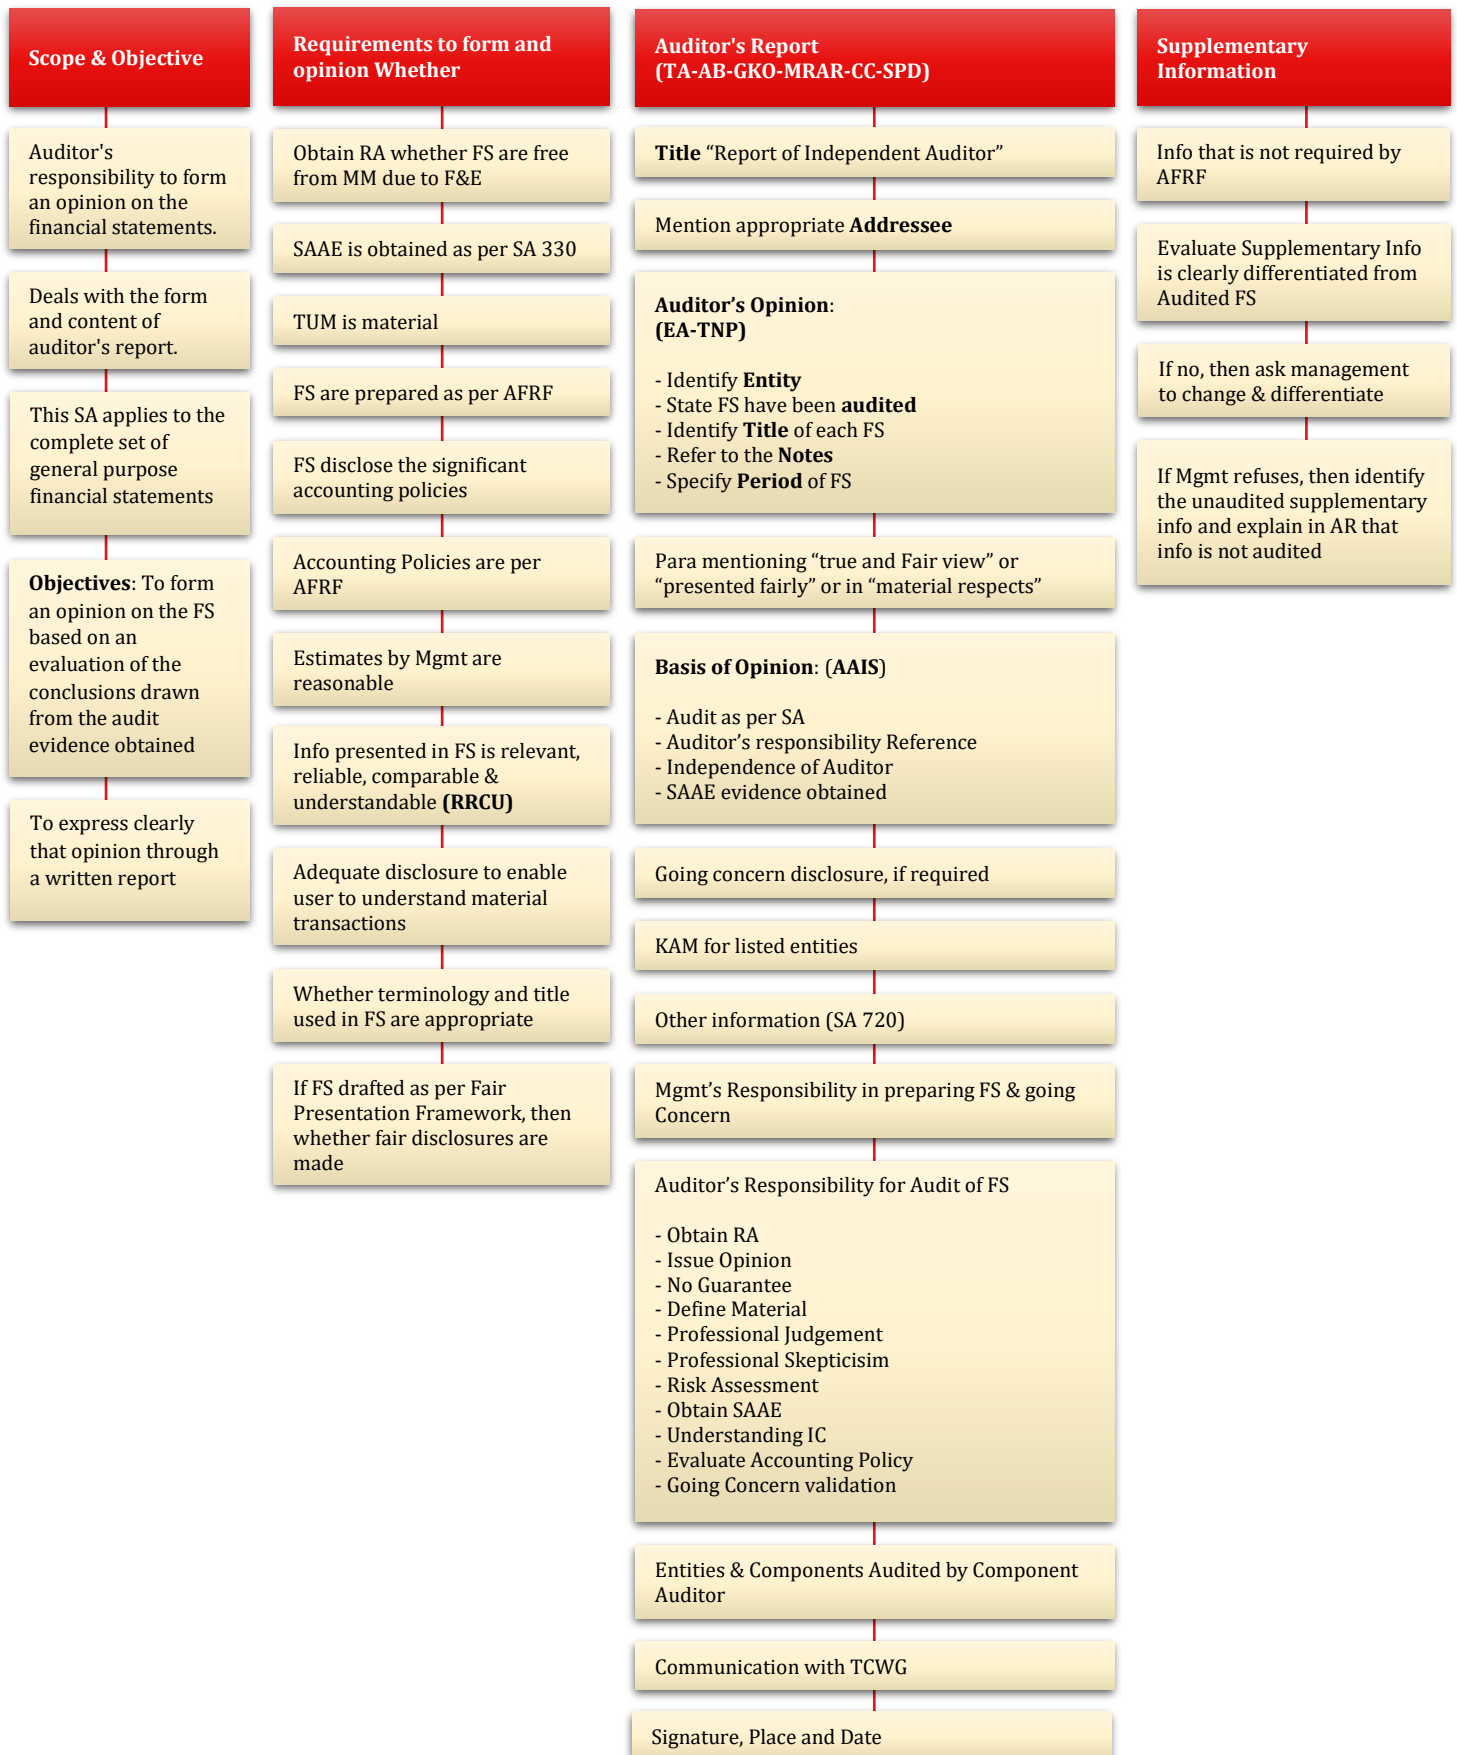 Scope & Objective
Auditor's
responsibility to form
an opinion on the
financial statements.
Deals with the form
and content of
auditor's report.
This SA applies to the
complete set of
general purpose
financial statements
Objectives: To form
an opinion on the FS
based on an
evaluation of the
conclusions drawn
from the audit
evidence obtained
To express clearly
that opinion through
a written report
Requirements to form and
opinion Whether
Obtain RA whether FS are free
from MM due to F&E
SAAE is obtained as per SA 330
TUM is material
FS are prepared as per AFRF
FS disclose the significant
accounting policies
Accounting Policies are per
AFRF
Estimates by Mgmt are
reasonable
Info presented in FS is relevant,
reliable, comparable &
understandable (RRCU)
Adequate disclosure to enable
user to understand material
transactions
Whether terminology and title
used in FS are appropriate
If FS drafted as per Fair
Presentation Framework, then
whether fair disclosures are
made
Auditor's Report
(TA-AB-GKO-MRAR-CC-SPD)
Title “Report of Independent Auditor”
Mention appropriate Addressee
Auditor’s Opinion:
(EA-TNP)
- Identify Entity
- State FS have been audited
- Identify Title of each FS
- Refer to the Notes
- Specify Period of FS
Para mentioning “true and Fair view” or
“presented fairly” or in “material respects”
Basis of Opinion: (AAIS)
- Audit as per SA
- Auditor’s responsibility Reference
- Independence of Auditor
- SAAE evidence obtained
Going concern disclosure, if required
KAM for listed entities
Other information (SA 720)
Mgmt’s Responsibility in preparing FS & going
Concern
Auditor’s Responsibility for Audit of FS
- Obtain RA
- Issue Opinion
- No Guarantee
- Define Material
- Professional Judgement
- Professional Skepticisim
- Risk Assessment
- Obtain SAAE
- Understanding IC
- Evaluate Accounting Policy
- Going Concern validation
Entities & Components Audited by Component
Auditor
Communication with TCWG
Signature, Place and Date
Supplementary
Information
Info that is not required by
AFRF
Evaluate Supplementary Info
is clearly differentiated from
Audited FS
If no, then ask management
to change & differentiate
If Mgmt refuses, then identify
the unaudited supplementary
info and explain in AR that
info is not audited